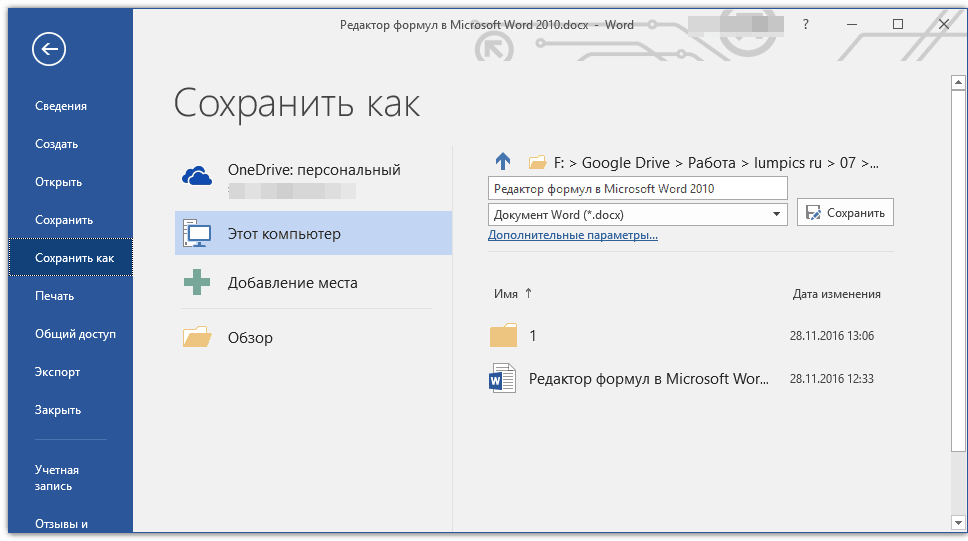 Редактор формул в Microsoft Word 2010.docx - Word
?
Сведения
Создать
Открыть
Сохранить
Сохранить как
Печать
Общий доступ
Экспорт
Закрыть
Учетная
запись
Отзывы и
Сохранить как
OneDrive: персональный
Этот компьютер
Добавление места
Обзор
F: > Google Drive > Работа > lumpics ru > 07 >...
Редактор формул в Microsoft Word 2010
Документ Word (*.docx)
Сохранить
Дополнительные параметры...
Имя ↑ Дата изменения
1 28.11.2016 13:06
Редактор формул в Microsoft Wor... 28.11.2016 12:33